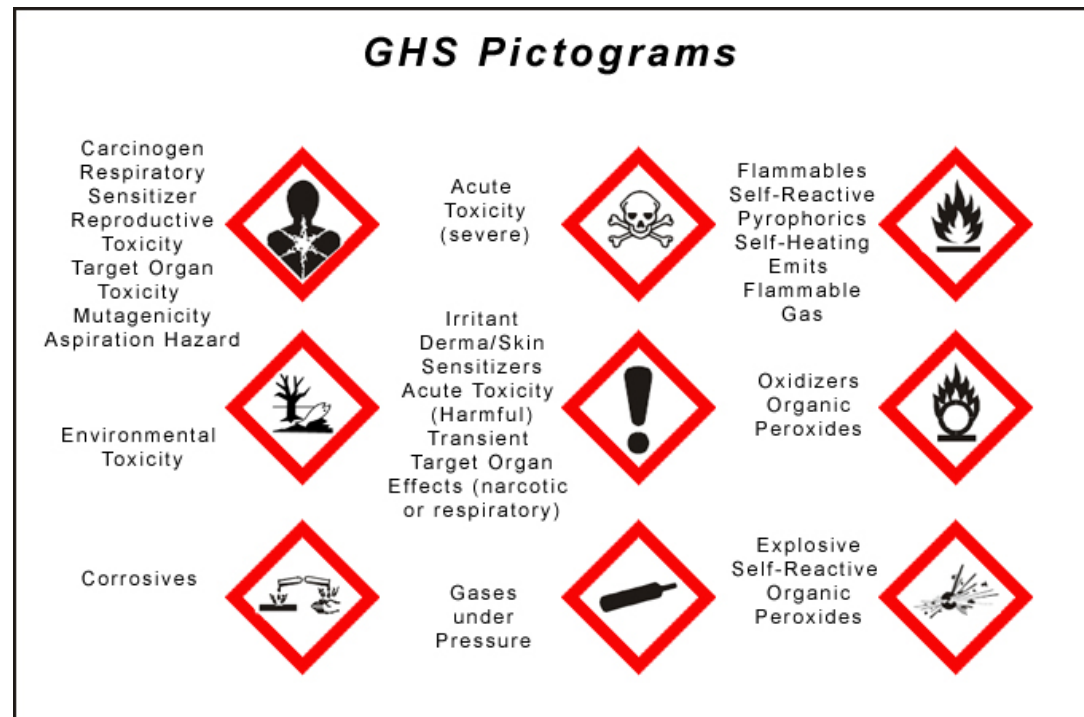 GHS Pictograms
Carcinogen
Respiratory
Sensitizer
Reproductive
Toxicity
Target Organ
Toxicity
Mutagenicity
Aspiration Hazard
Acute
Toxicity
(severe)
Flammables
Self-Reactive
Pyrophorics
Self-Heating
Emits
Flammable
Gas
Environmental
Toxicity
Irritant
Derma/Skin
Sensitizers
Acute Toxicity
(Harmful)
Transient
Target Organ
Effects (narcotic
or respiratory)
Oxidizers
Organic
Peroxides
Corrosives
Gases
under
Pressure
Explosive
Self-Reactive
Organic
Peroxides